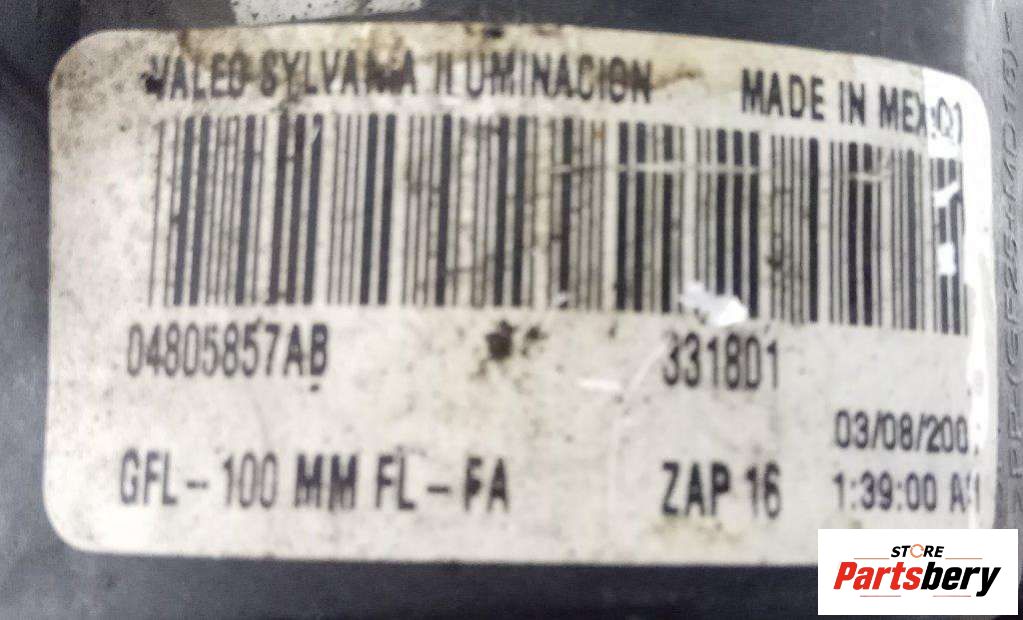 VALEO SYLVANIA ILUMINACION MADE IN MEXICO
04805857AB 331801
03/08/200
GFL-100 MM FL-FA ZAP 16 1:39:00 AM
STORE
Partsbery